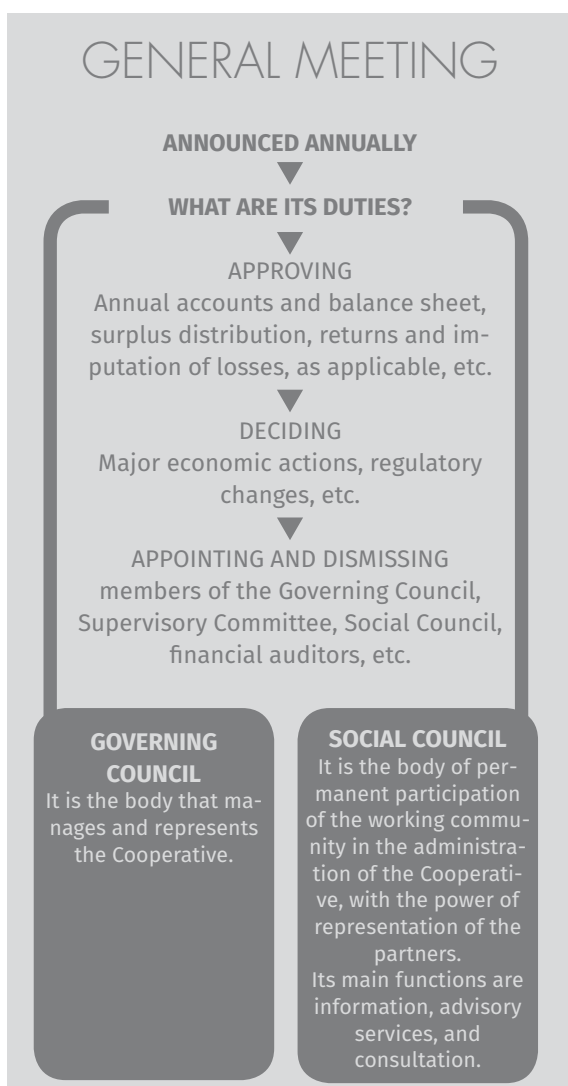 GENERAL MEETING
ANNOUNCED ANNUALLY
WHAT ARE ITS DUTIES?
APPROVING
Annual accounts and balance sheet,
surplus distribution, returns and im-
putation of losses, as applicable, etc.
DECIDING
Major economic actions, regulatory
changes, etc.
APPOINTING AND DISMISSING
members of the Governing Council,
Supervisory Committee, Social Council,
financial auditors, etc.
GOVERNING
COUNCIL
It is the body that ma-
nages and represents
the Cooperative.
SOCIAL COUNCIL
It is the body of per-
manent participation
of the working commu-
nity in the administra-
tion of the Cooperati-
ve, with the power of
representation of the
partners.
Its main functions are
information, advisory
services, and
consultation.